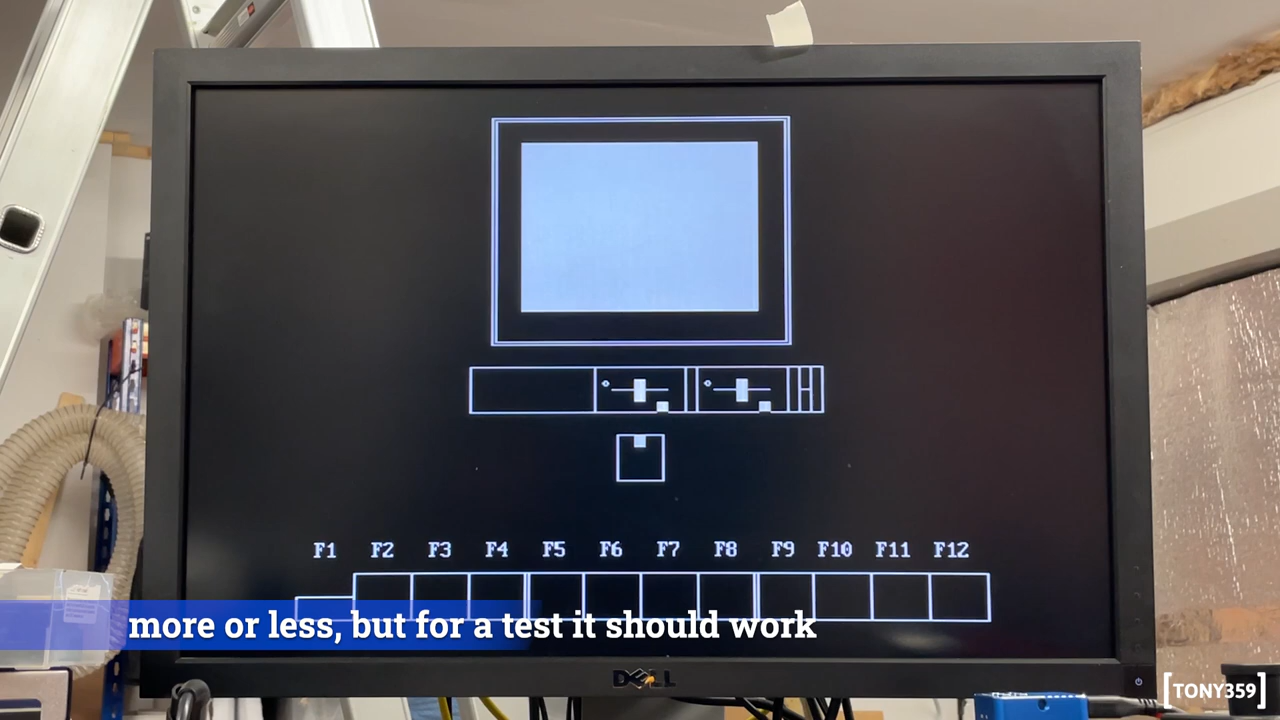 F1 F2 F3 F4 F5 F6 F7 F8 F9 F10 F11 F12
more or less, but for a test it should work
DELL
[TONY359]